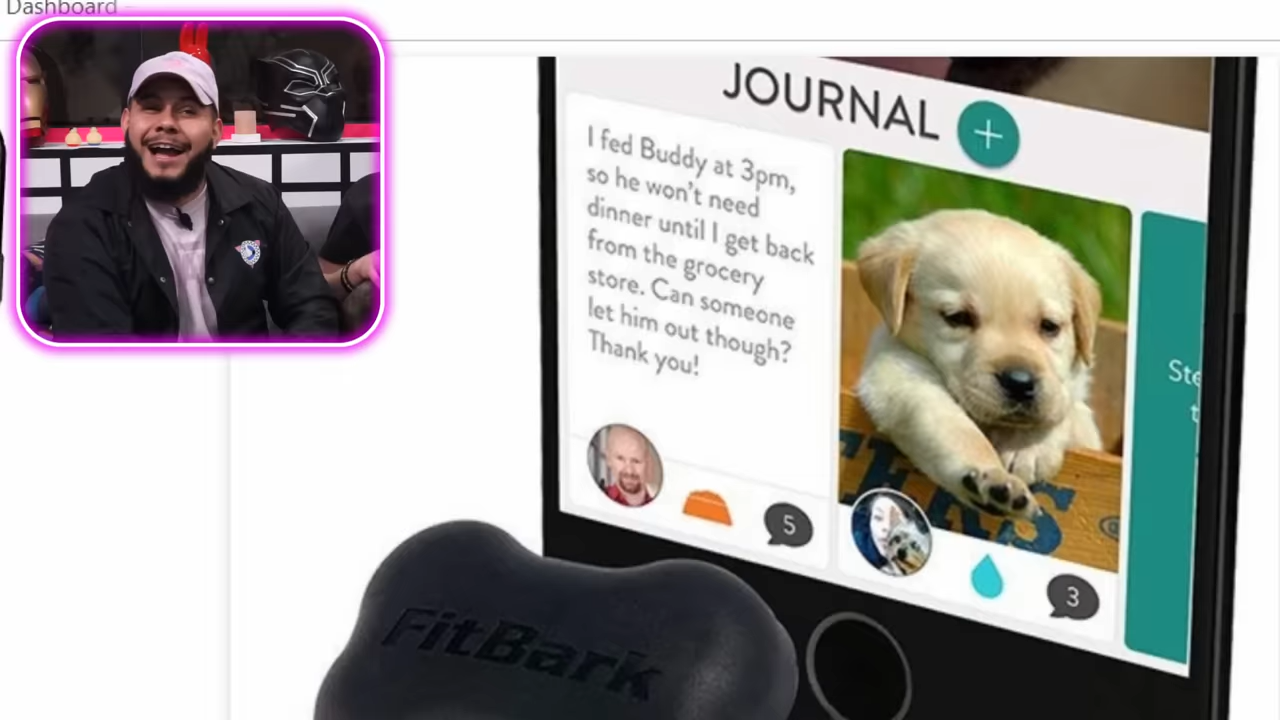 Dashboard
JOURNAL +
I fed Buddy at 3pm,
so he won't need
dinner until I get back
from the grocery
store. Can someone
let him out though?
Thank you!
5
3
FitBark